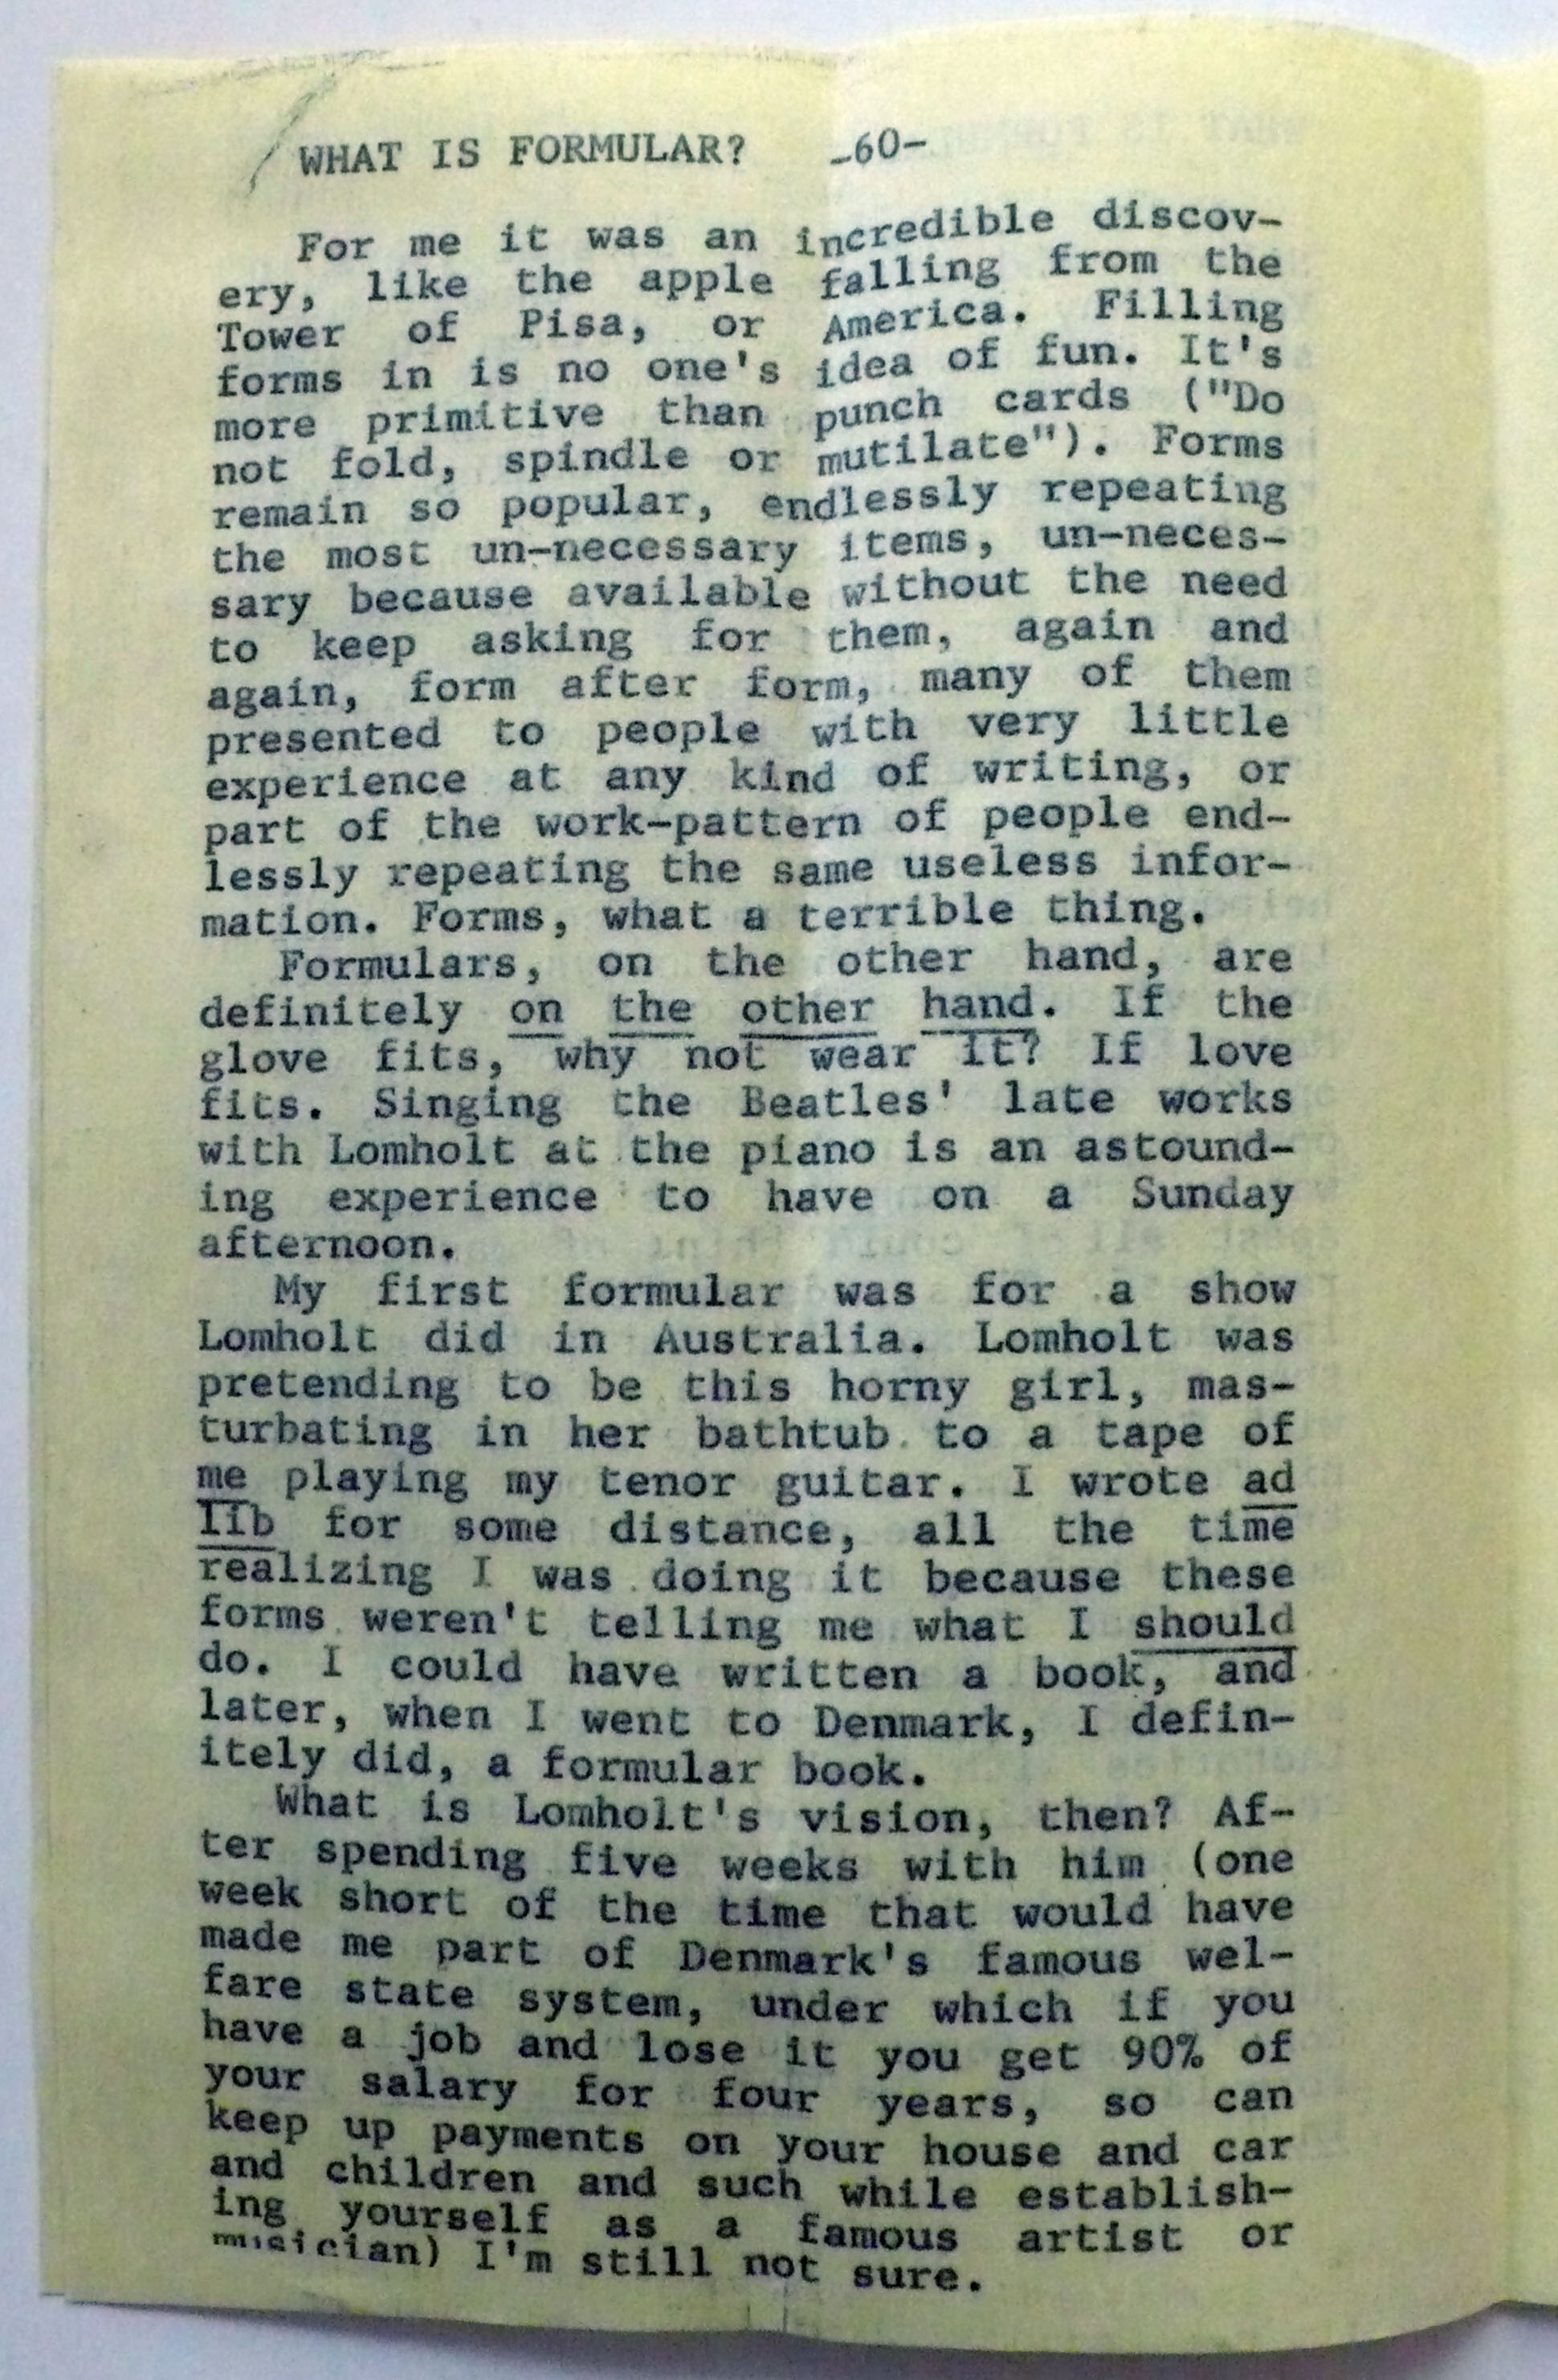 WHAT IS FORMULAR? -60-
For me it was an incredible discov-
ery, like the apple falling from the
Tower of Pisa, or America. Filling
forms in is no one's idea of fun. It's
more primitive than punch cards ("Do
not fold, spindle or mutilate"). Forms
remain so popular, endlessly repeating
the most un-necessary items, un-neces-
sary because available without the need
to keep asking for them, again and
again, form after form, many of them
presented to people with very little
experience at any kind of writing, or
part of the work-pattern of people end-
lessly repeating the same useless infor-
mation. Forms, what a terrible thing.
Formulars, on the other hand, are
definitely on the other hand. If the
glove fits, why not wear it? If love
fits. Singing the Beatles' late works
with Lomholt at the piano is an astound-
ing experience to have on a Sunday
afternoon.
My first formular was for a show
Lomholt did in Australia. Lomholt was
pretending to be this horny girl, mas-
turbating in her bathtub to a tape of
me playing my tenor guitar. I wrote ad
lib for some distance, all the time
realizing I was doing it because these
forms weren't telling me what I should
do. I could have written a book, and
later, when I went to Denmark, I defin-
itely did, a formular book.
What is Lomholt's vision, then? Af-
ter spending five weeks with him (one
week short of the time that would have
made me part of Denmark's famous wel-
fare state system, under which if you
have a job and lose it you get 90% of
your salary for four years, so can
keep up payments on your house and car
and children and such while establish-
ing yourself as a famous artist or
musician) I'm still not sure.